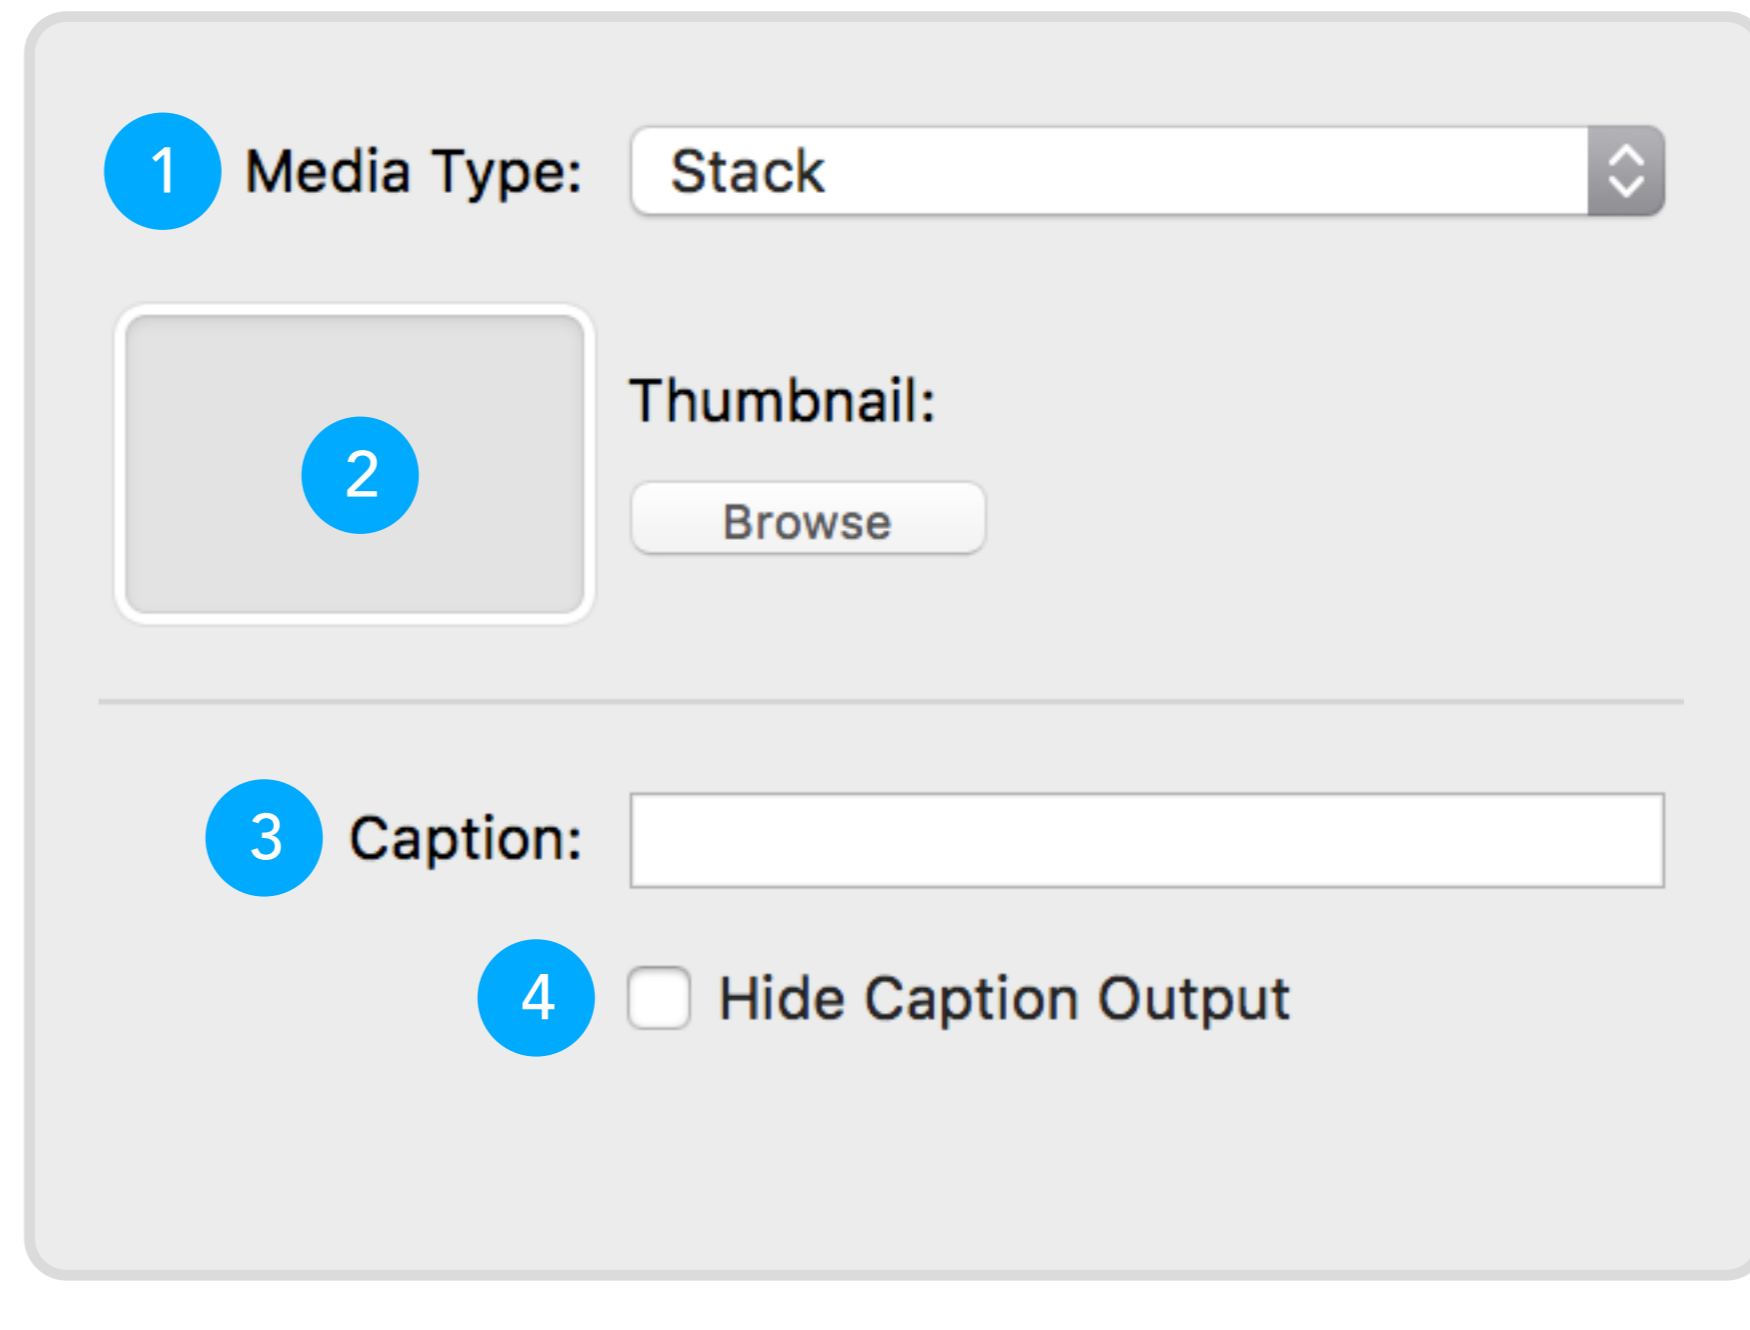 1 Media Type: Stack
Thumbnail:
2
Browse
3 Caption:
4 Hide Caption Output